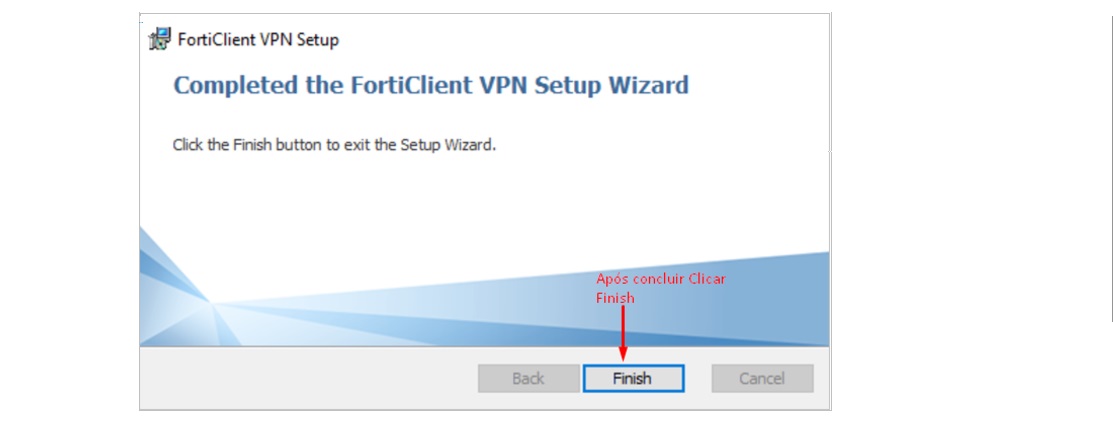 FortiClient VPN Setup
Completed the FortiClient VPN Setup Wizard
Click the Finish button to exit the Setup Wizard.
Após concluir Clicar
Finish
Back Finish Cancel